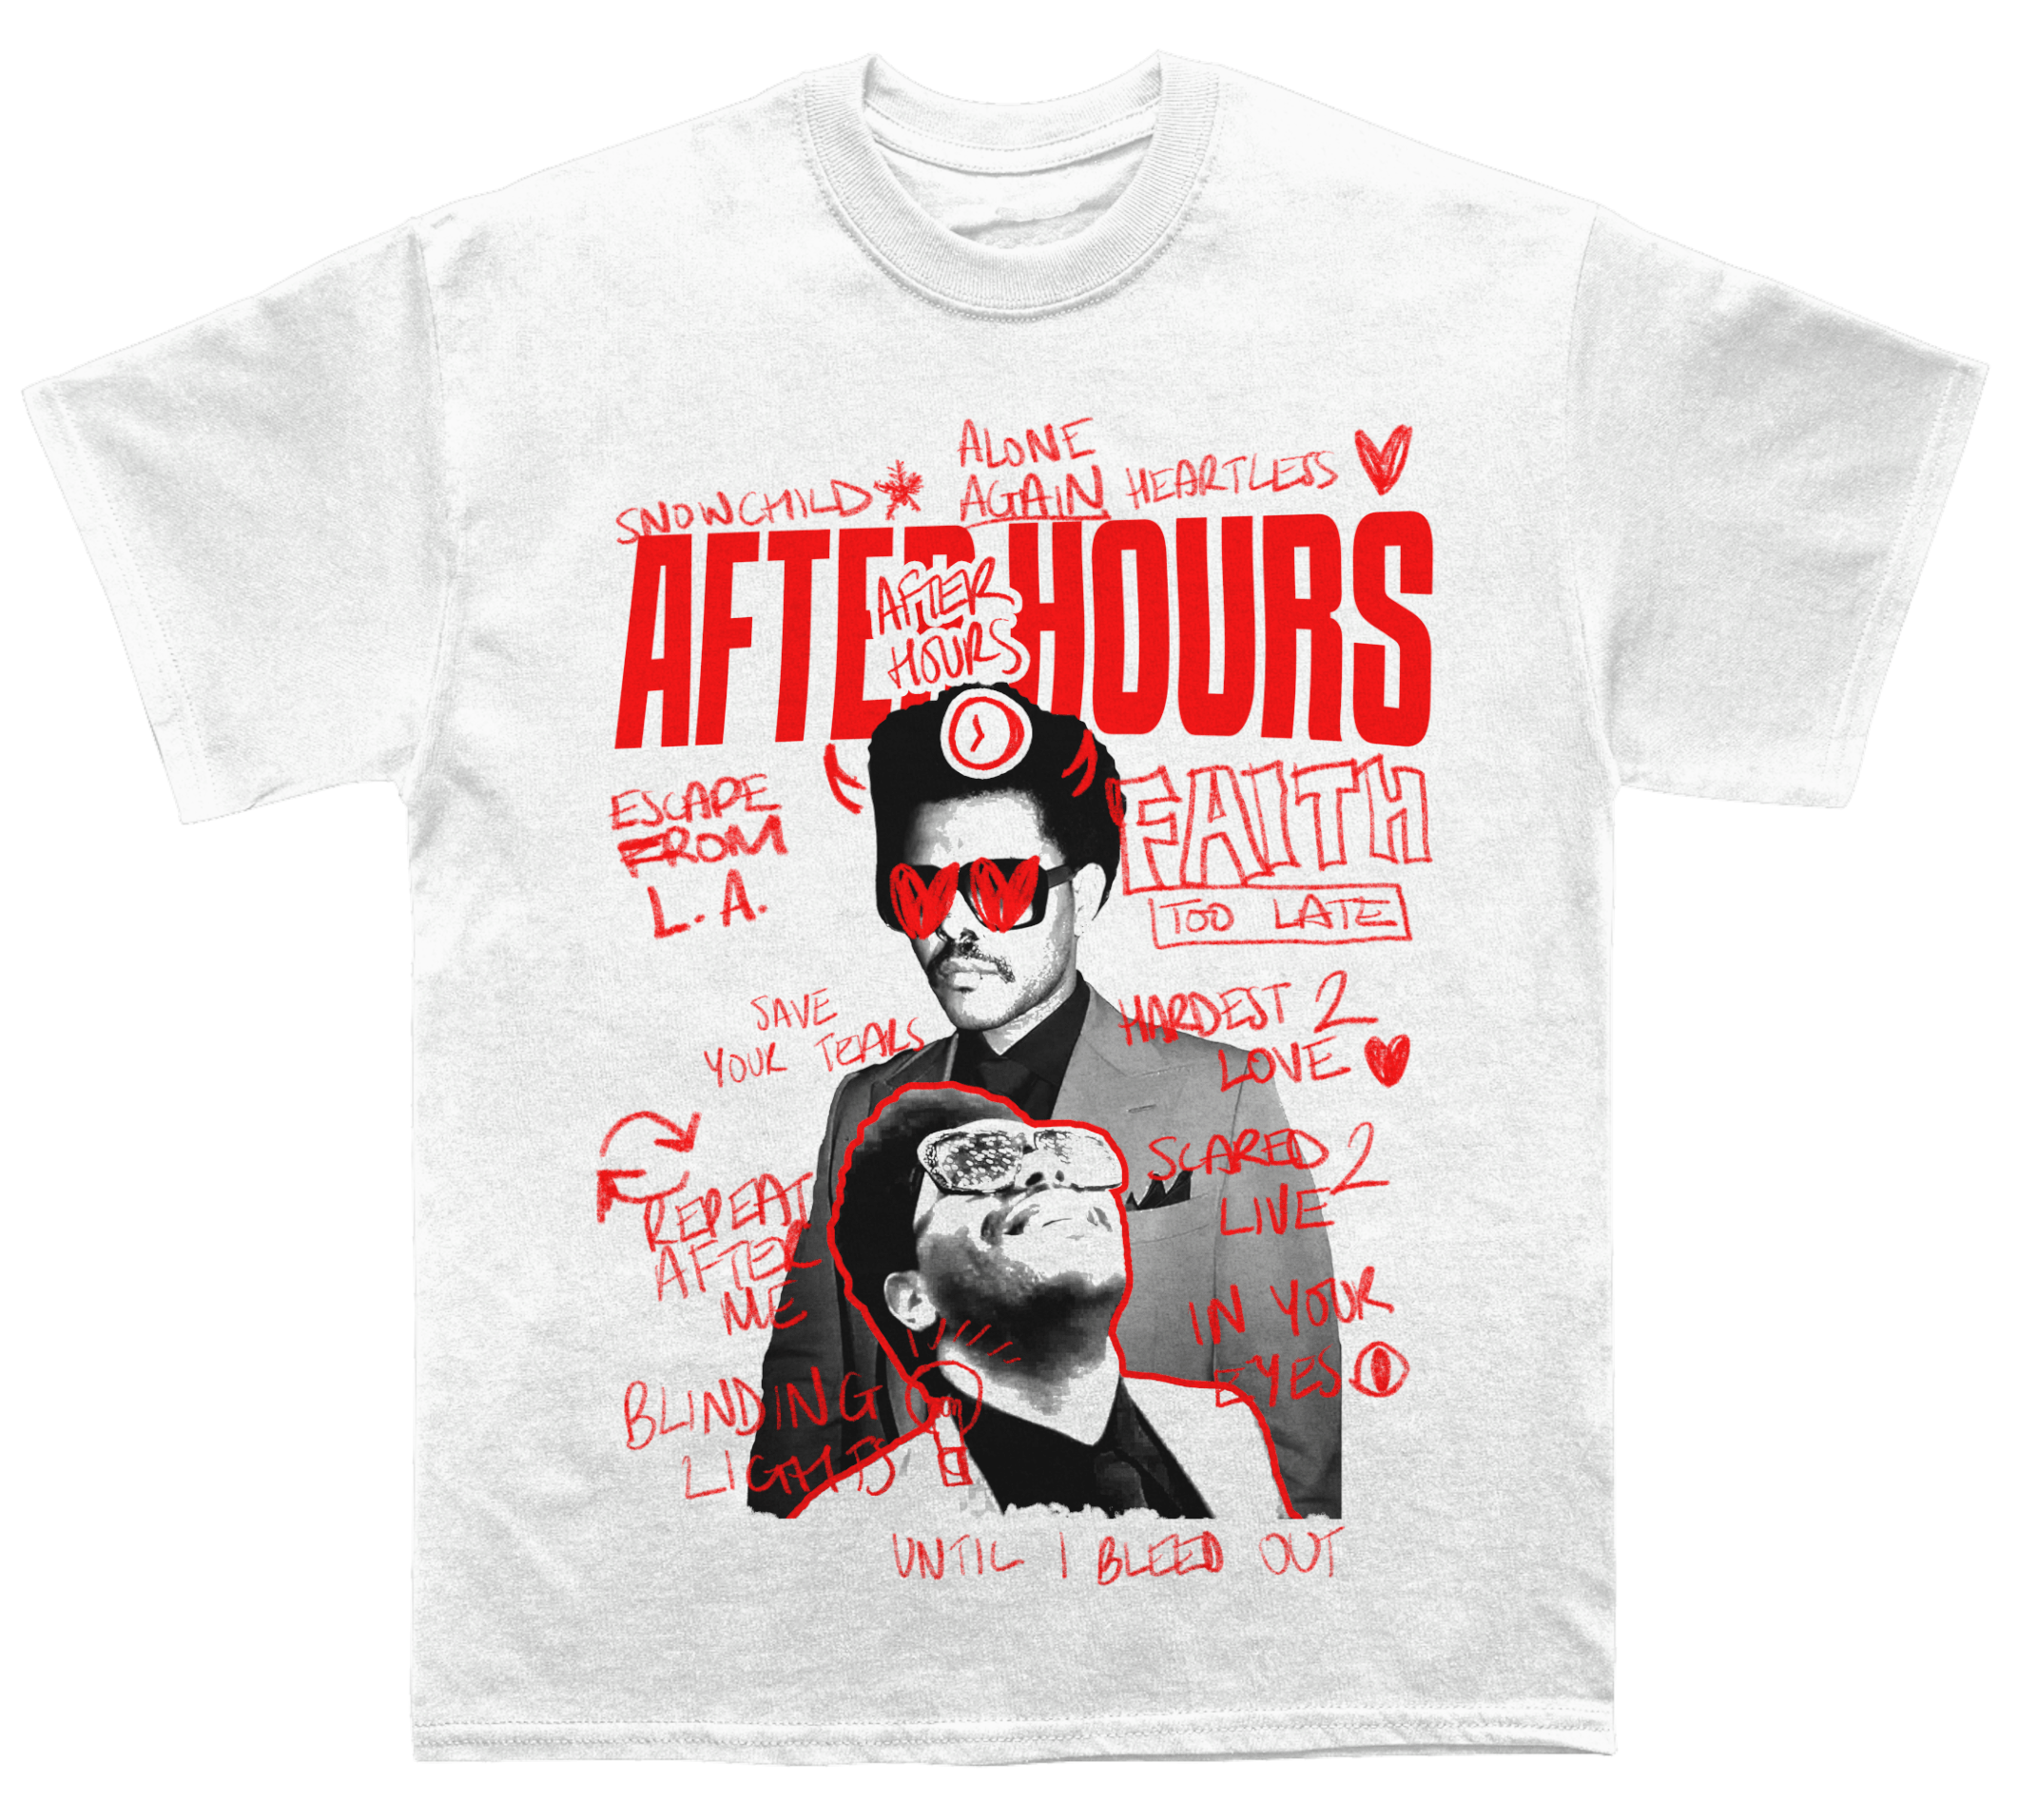 ALONE
AGAIN
HEARTLESS
SNOWCHILD
AFTER HOURS
AFTER
HOURS
ESCAPE
FROM
L.A.
FAITH
TOO LATE
SAVE
YOUR TEARS
HARDEST 2
LOVE
SCARED 2
LIVE
REPEAT
AFTER
ME
IN YOUR
EYES
BLINDING
LIGHTS
UNTIL I BLEED OUT